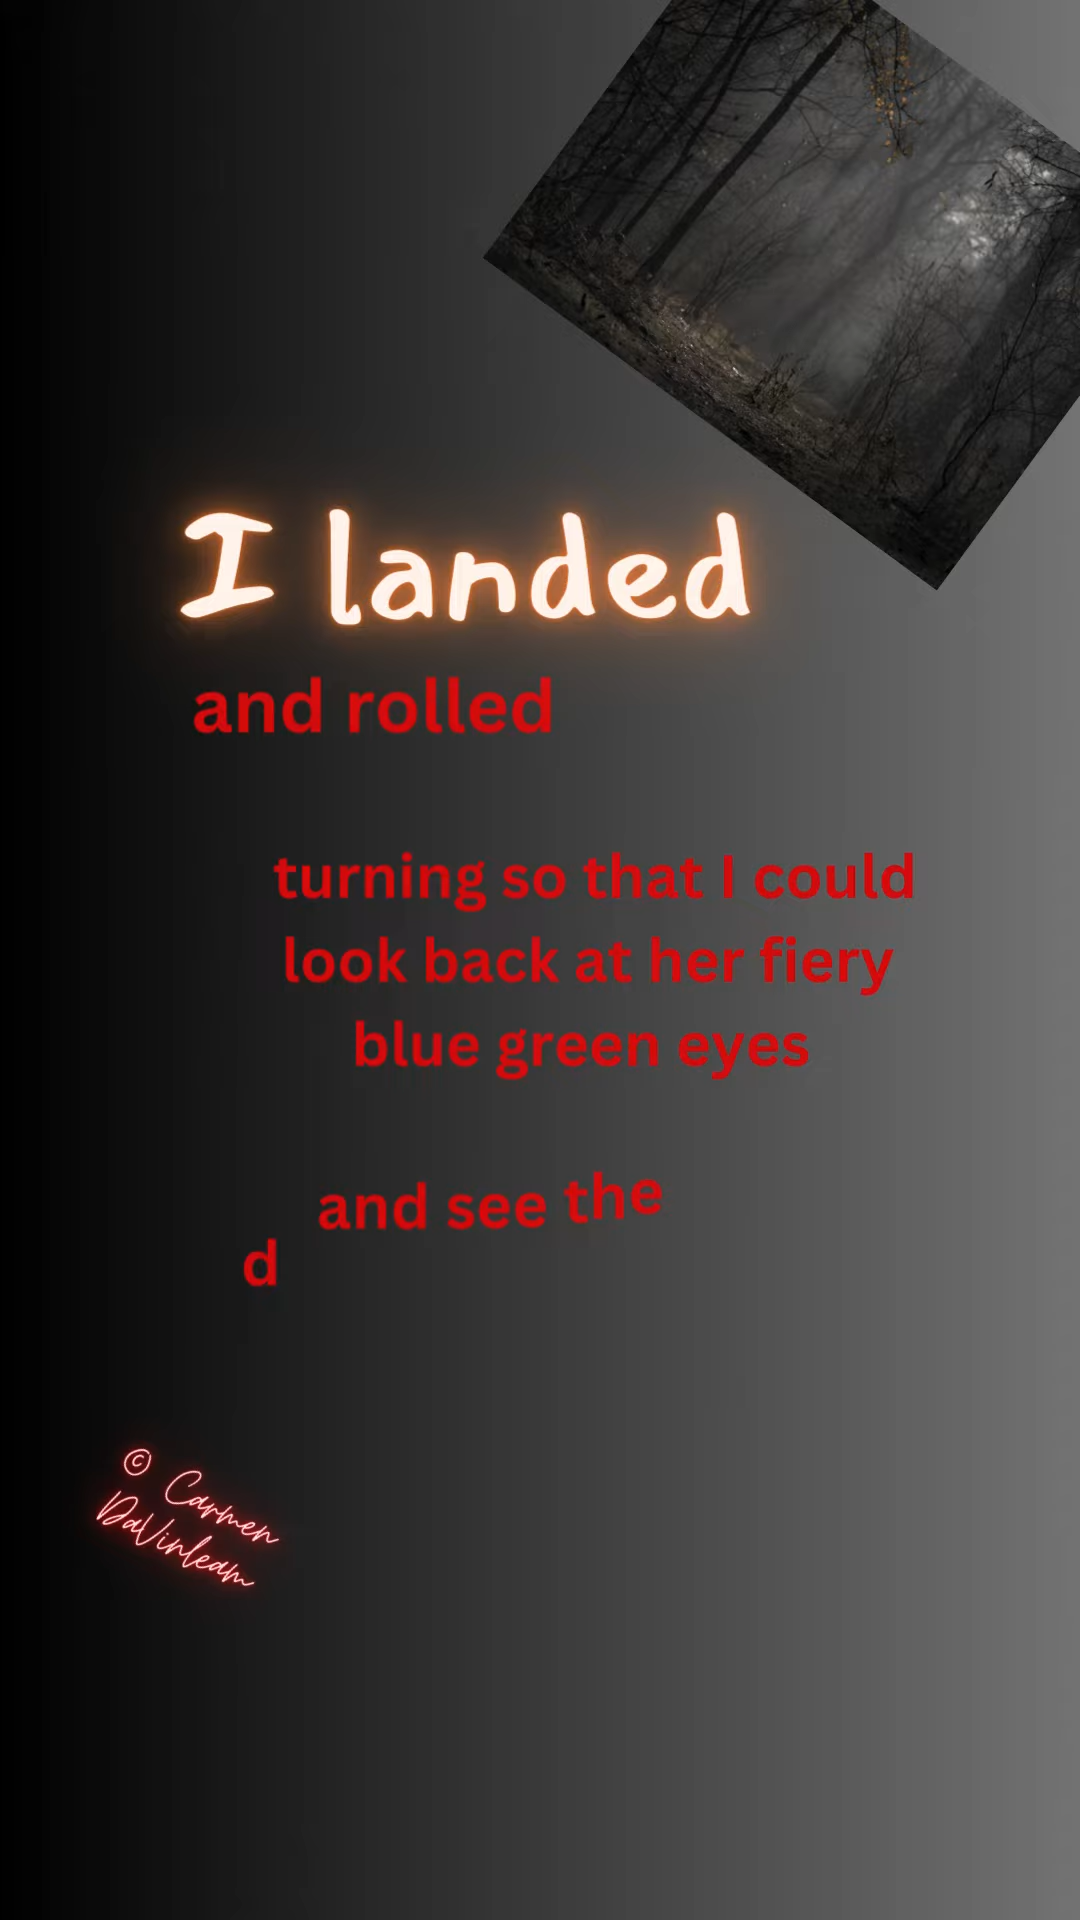 I landed
and rolled
turning so that I could
look back at her fiery
blue green eyes
and see the
d
© Carmen
DaVinleam